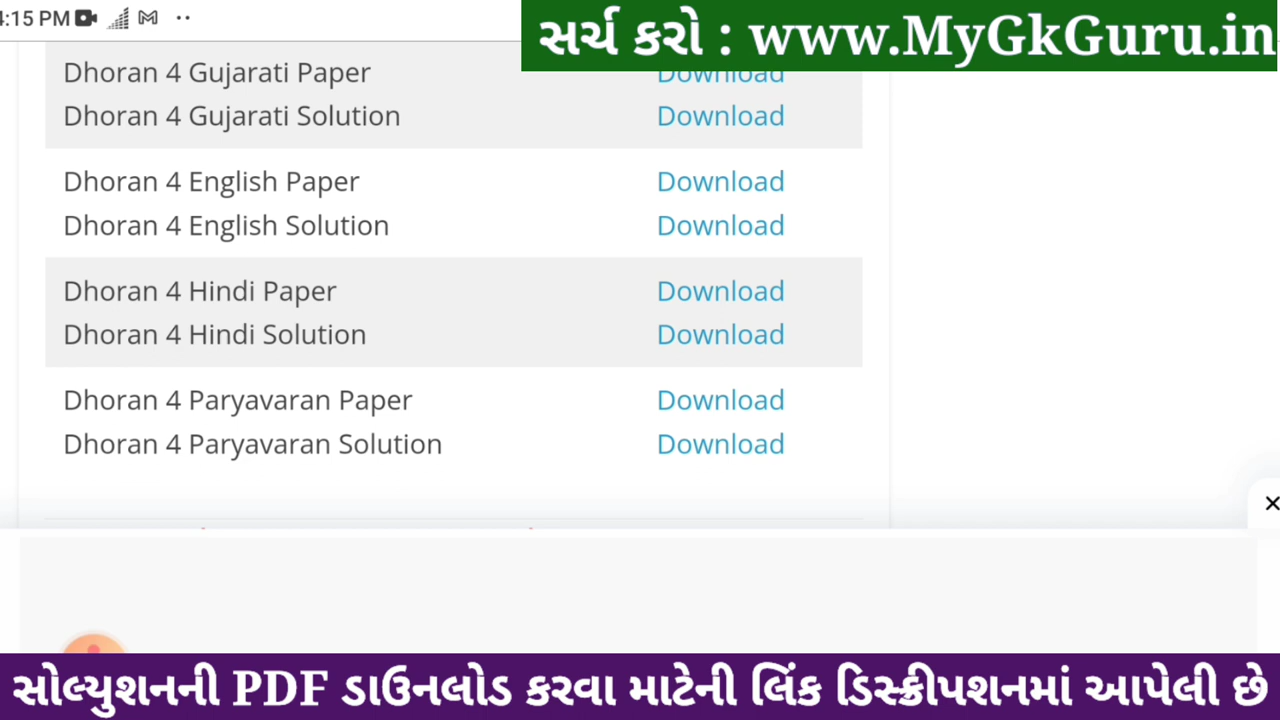 4:15 PM
સર્ચ કરો : www.MyGkGuru.in
Dhoran 4 Gujarati Paper Download
Dhoran 4 Gujarati Solution Download
Dhoran 4 English Paper Download
Dhoran 4 English Solution Download
Dhoran 4 Hindi Paper Download
Dhoran 4 Hindi Solution Download
Dhoran 4 Paryavaran Paper Download
Dhoran 4 Paryavaran Solution Download
સોલ્યુશનની PDF ડાઉનલોડ કરવા માટેની લિંક ડિસ્ક્રીપશનમાં આપેલી છે